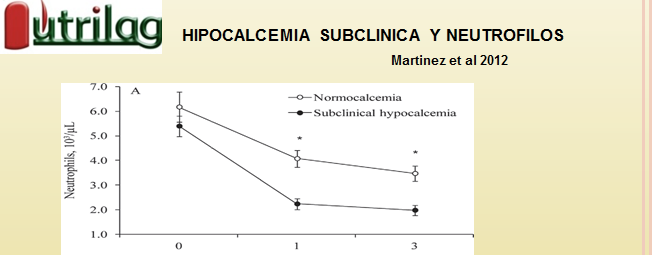 Nutrilag
HIPOCALCEMIA SUBCLINICA Y NEUTROFILOS
Martinez et al 2012
A
Normocalcemia
Subclinical hypocalcemia
Neutrophils, 10³/µL
7.0
6.0
5.0
4.0
3.0
2.0
1.0
*
*
0 1 3